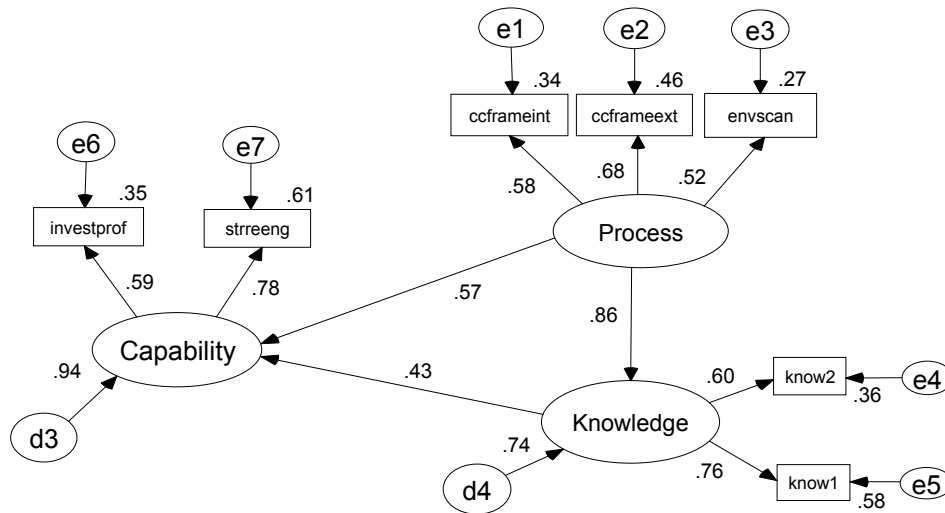 e1
e2
e3
.34
.46
.27
ccframeint
ccframeext
envscan
e6
e7
.58
.68
.52
.35
.61
investprof
strreeng
Process
.59
.78
.57
.86
Capability
.94
.43
.60
know2
e4
.36
d3
Knowledge
.74
.76
d4
know1
e5
.58